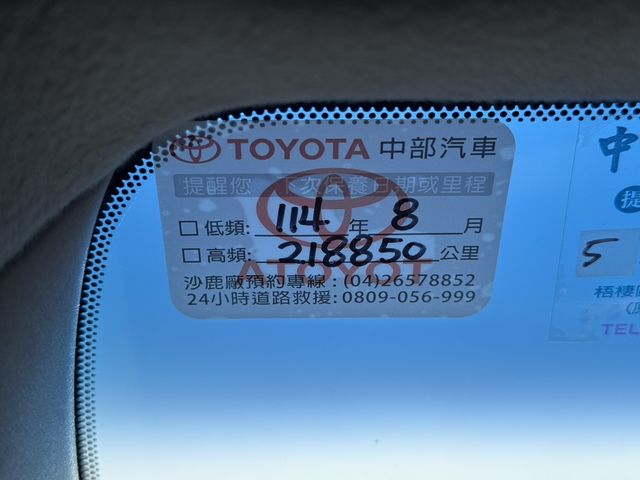 TOYOTA 中部汽車
提醒您 下次保養日期或里程
□低頻: 114 年 8 月
□高頻: 218850 公里
沙鹿廠預約專線:(04)26578852
24小時道路救援:0809-056-999
中
提
5
梧棲
TEL